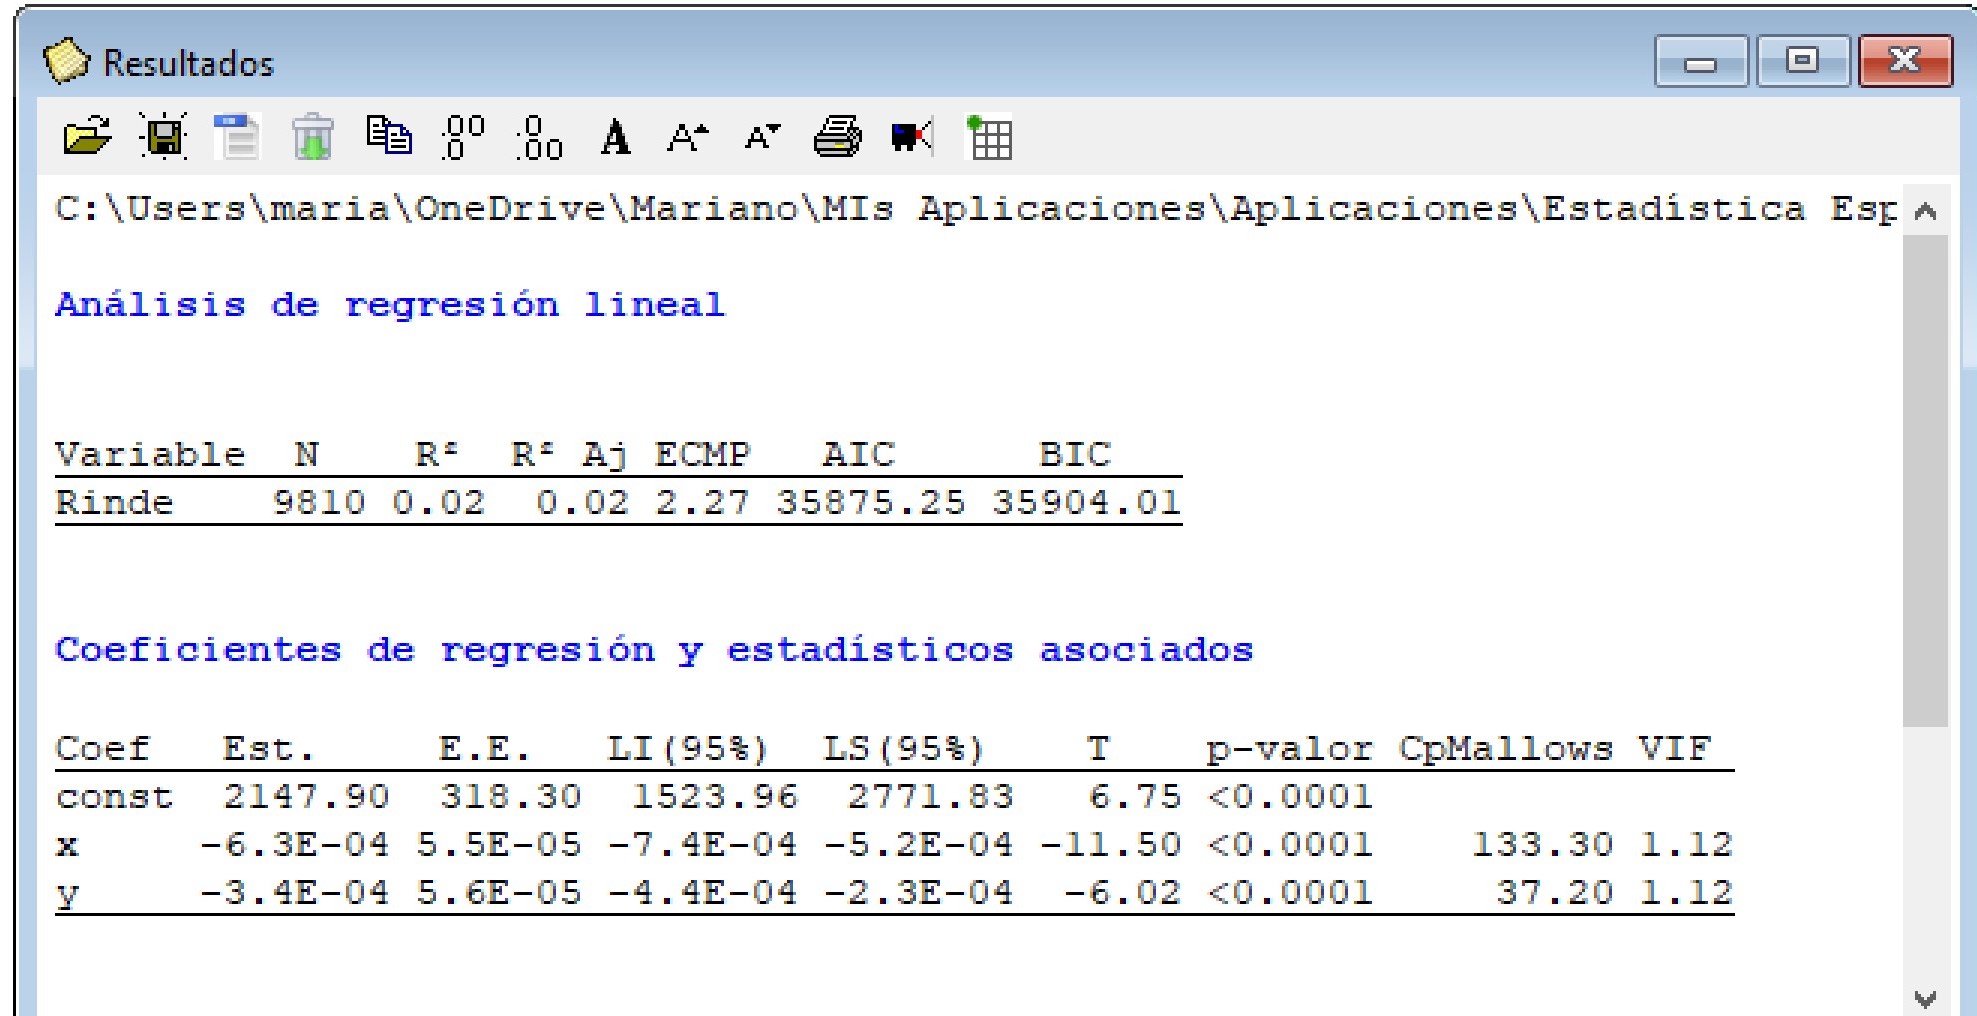 Resultados
C:\Users\maria\OneDrive\Mariano\MIs Aplicaciones\Aplicaciones\Estadística Esp
Análisis de regresión lineal
Variable N R² R² Aj ECMP AIC BIC
Rinde 9810 0.02 0.02 2.27 35875.25 35904.01
Coeficientes de regresión y estadísticos asociados
Coef Est. E.E. LI(95%) LS(95%) T p-valor CpMallows VIF
const 2147.90 318.30 1523.96 2771.83 6.75 <0.0001
x -6.3E-04 5.5E-05 -7.4E-04 -5.2E-04 -11.50 <0.0001 133.30 1.12
y -3.4E-04 5.6E-05 -4.4E-04 -2.3E-04 -6.02 <0.0001 37.20 1.12